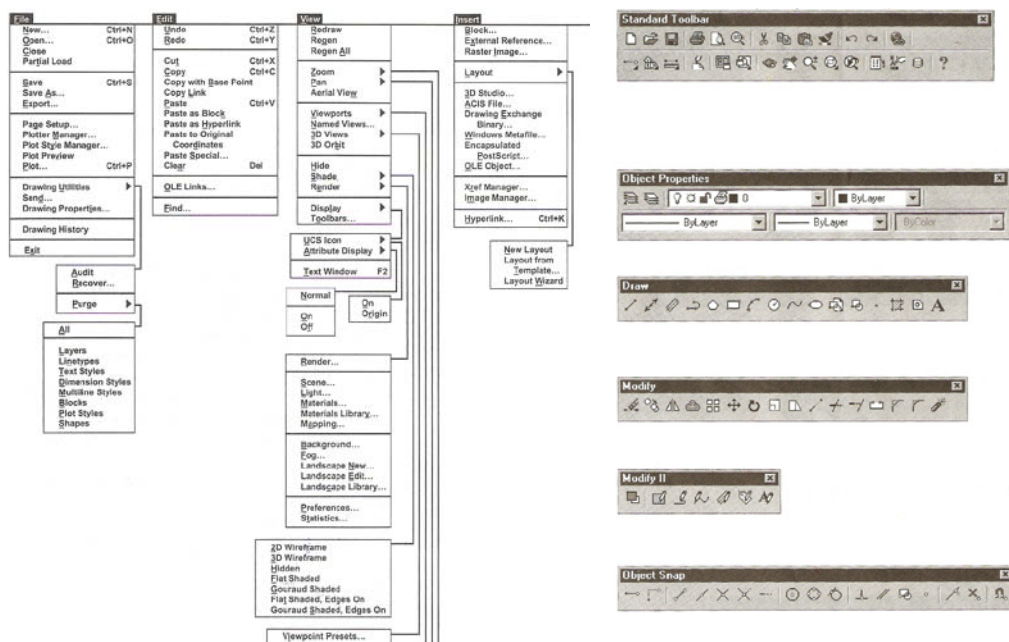 File
New... Ctrl+N
Open... Ctrl+O
Close
Partial Load
Save Ctrl+S
Save As...
Export...
Page Setup...
Plotter Manager...
Plot Style Manager...
Plot Preview
Plot... Ctrl+P
Drawing Utilities
Send...
Drawing Properties...
Drawing History
Exit
Audit
Recover...
Purge
All
Layers
Linetypes
Text Styles
Dimension Styles
Multiline Styles
Blocks
Plot Styles
Shapes
Edit
Undo Ctrl+Z
Redo Ctrl+Y
Cut Ctrl+X
Copy Ctrl+C
Copy with Base Point
Copy Link
Paste Ctrl+V
Paste as Block
Paste as Hyperlink
Paste to Original
Coordinates
Paste Special...
Clear Del
OLE Links...
Find...
View
Redraw
Regen
Regen All
Zoom
Pan
Aerial View
Viewports
Named Views...
3D Views
3D Orbit
Hide
Shade
Render
Display
Toolbars...
UCS Icon
Attribute Display
Text Window F2
Normal
On
Off
On
Origin
Render...
Scene...
Light...
Materials...
Materials Library...
Mapping...
Background...
Fog...
Landscape New...
Landscape Edit...
Landscape Library...
Preferences...
Statistics...
2D Wireframe
3D Wireframe
Hidden
Flat Shaded
Gouraud Shaded
Flat Shaded, Edges On
Gouraud Shaded, Edges On
Viewpoint Presets...
Insert
Block...
External Reference...
Raster Image...
Layout
3D Studio...
ACIS File...
Drawing Exchange
Binary...
Windows Metafile...
Encapsulated
PostScript...
OLE Object...
Xref Manager...
Image Manager...
Hyperlink... Ctrl+K
New Layout
Layout from
Template...
Layout Wizard
Standard Toolbar
?
Object Properties
0 ByLayer
ByLayer ByLayer ByColor
Draw
A
Modify
Modify II
Object Snap